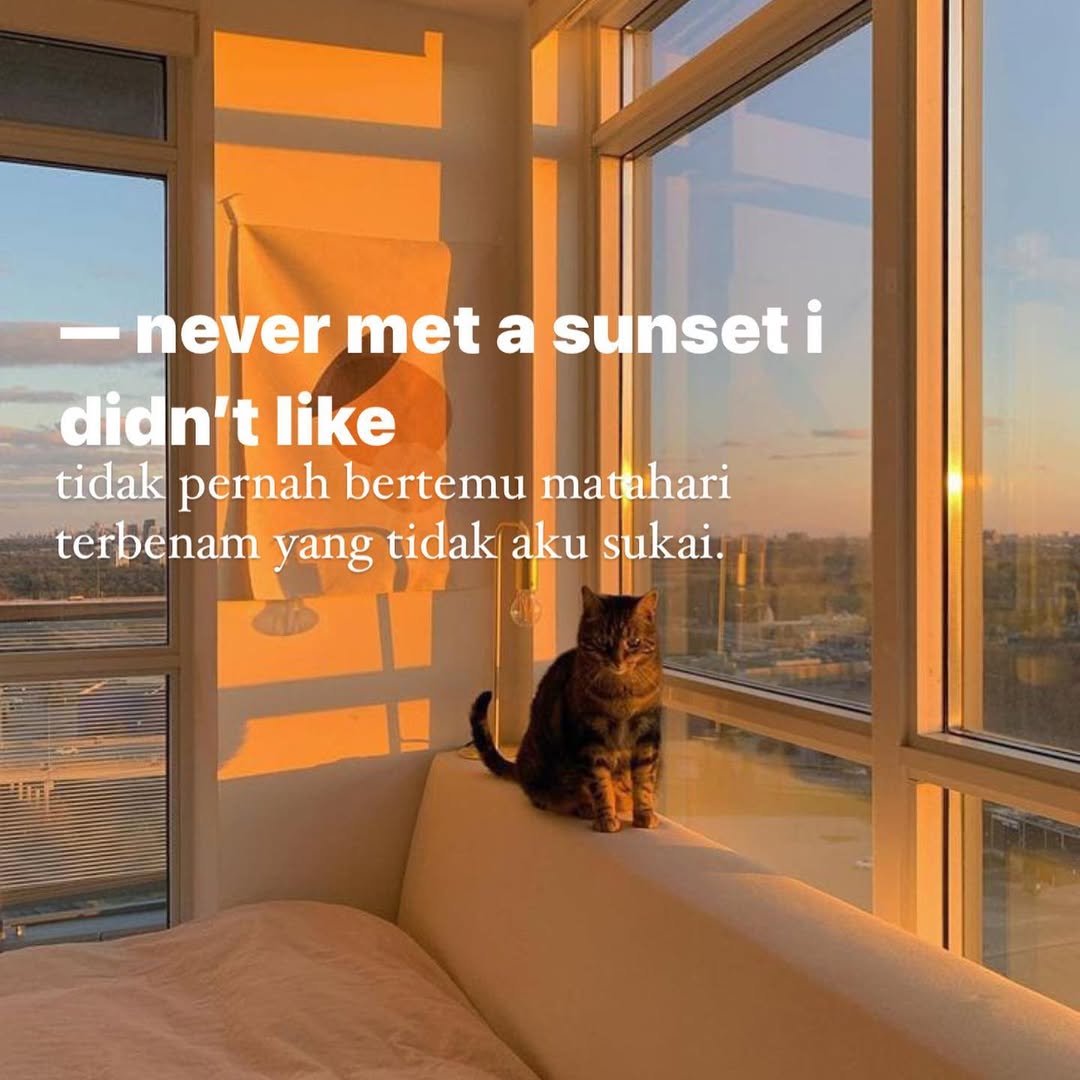 — never met a sunset i
didn’t like
tidak pernah bertemu matahari
terbenam yang tidak aku sukai.